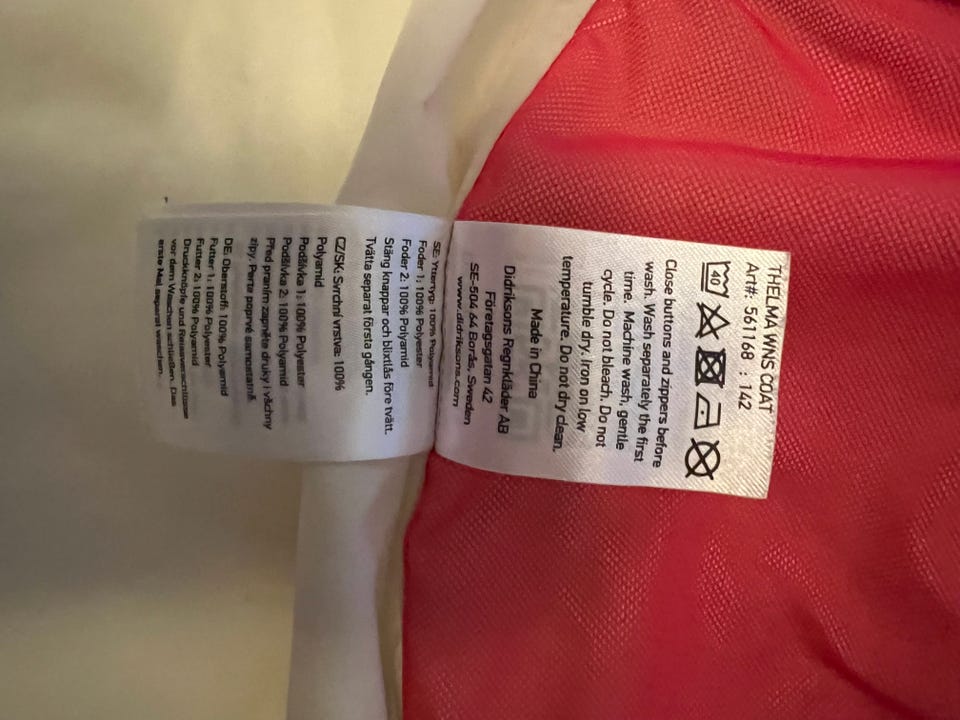 THELMA WNS COAT
Art#: 561168 : 142
40
Close buttons and zippers before
wash. Wash separately the first
time. Machine wash, gentle
cycle. Do not bleach. Do not
tumble dry. Iron on low
temperature. Do not dry clean.
Made in China
Didriksons Regnkläder AB
Företagsgatan 42
SE-504 64 Borås, Sweden
www.didriksons.com
SE: Yttertyg: 100% Polyamid
Foder 1: 100% Polyester
Foder 2: 100% Polyamid
Stäng knappar och blixtlås före tvätt.
Tvätta separat första gången.
CZ/SK: Svrchní vrstva: 100%
Polyamid
Podšívka 1: 100% Polyester
Podšívka 2: 100% Polyamid
Před praním zapněte druky i všchny
zipy. Perte poprvé samostatně.
DE: Oberstoff: 100% Polyamid
Futter 1: 100% Polyester
Futter 2: 100% Polyamid
Druckknöpfe und Reissverschlüsse
vor dem Waschen schließen. Das
erste Mal separat waschen.